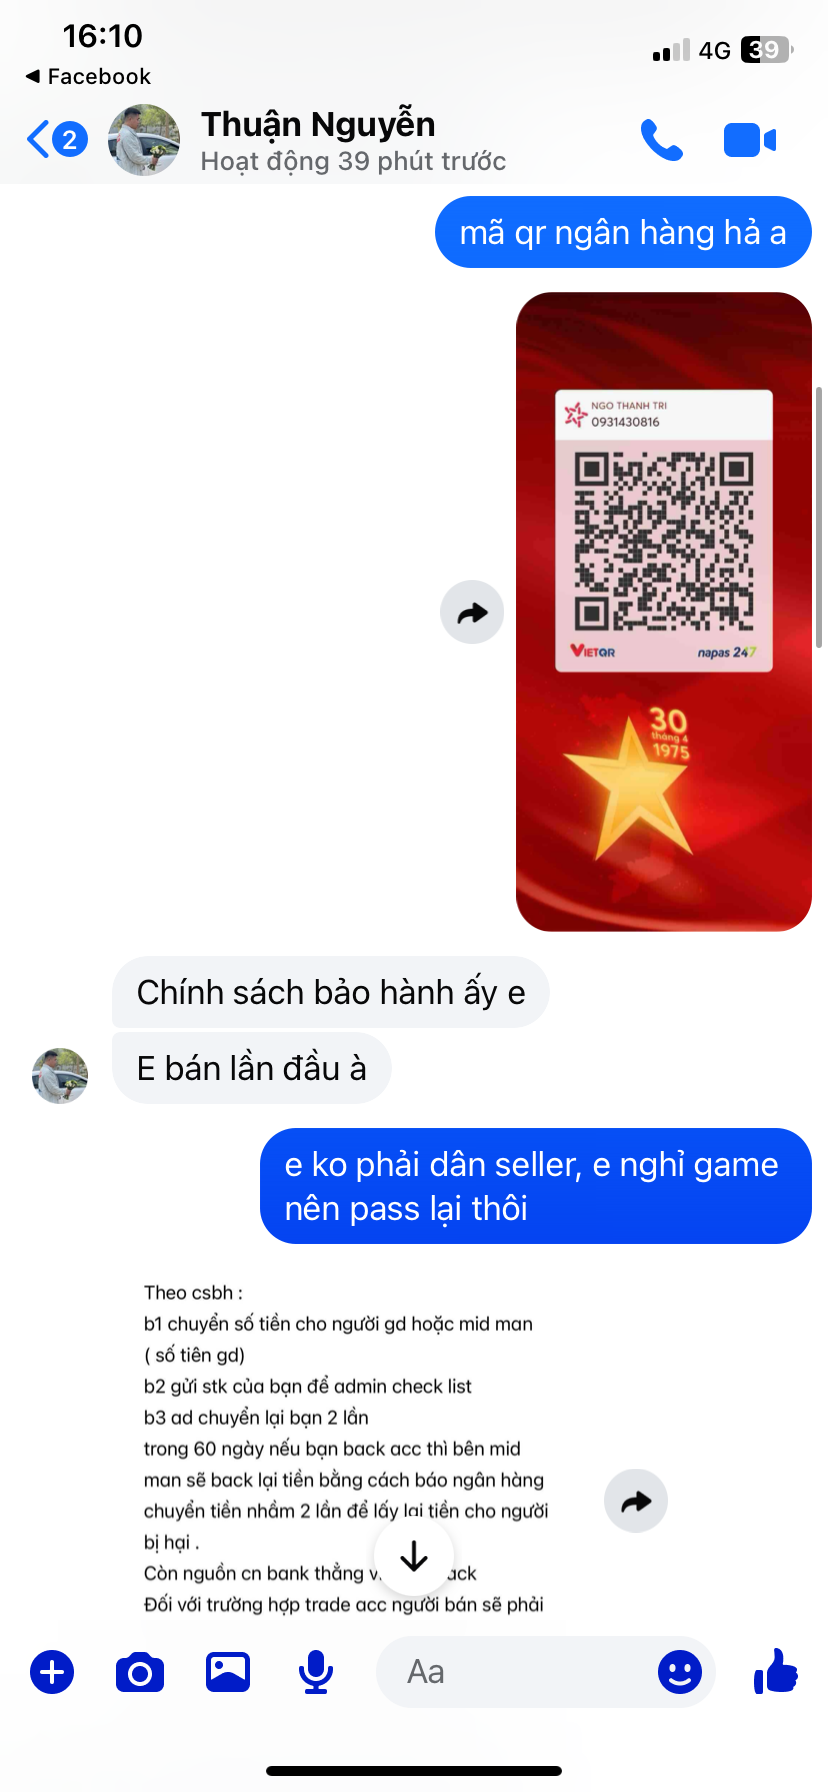 16:10
4G 39
Facebook
2
Thuận Nguyễn
Hoạt động 39 phút trước
mã qr ngân hàng hả a
NGO THANH TRI
0931430816
VIETQR
napas 247
30
tháng 4
1975
Chính sách bảo hành ấy e
E bán lần đầu à
e ko phải dân seller, e nghỉ game
nên pass lại thôi
Theo csbh :
b1 chuyển số tiền cho người gd hoặc mid man
( số tiên gd)
b2 gửi stk của bạn để admin check list
b3 ad chuyển lại bạn 2 lần
trong 60 ngày nếu bạn back acc thì bên mid
man sẽ back lại tiền bằng cách báo ngân hàng
chuyển tiền nhầm 2 lần để lấy lại tiền cho người
bị hại .
Còn nguồn cn bank thẳng
Đối với trường hợp trade acc người bán sẽ phải
Aa